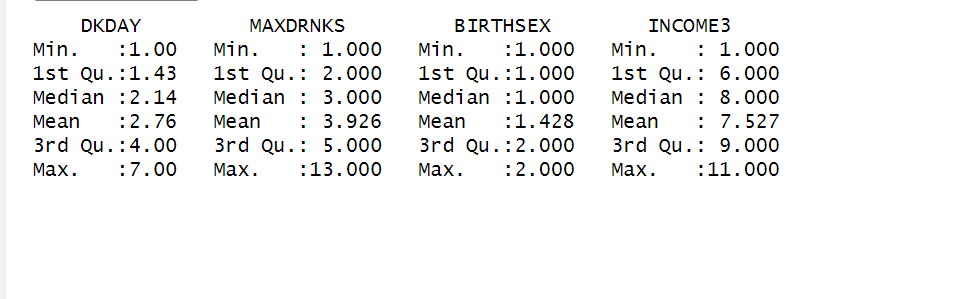 DKDAY         MAXDRNKS         BIRTHSEX        INCOME3
Min.   :1.00   Min.   : 1.000   Min.   :1.000   Min.   : 1.000
1st Qu.:1.43   1st Qu.: 2.000   1st Qu.:1.000   1st Qu.: 6.000
Median :2.14   Median : 3.000   Median :1.000   Median : 8.000
Mean   :2.76   Mean   : 3.926   Mean   :1.428   Mean   : 7.527
3rd Qu.:4.00   3rd Qu.: 5.000   3rd Qu.:2.000   3rd Qu.: 9.000
Max.   :7.00   Max.   :13.000   Max.   :2.000   Max.   :11.000